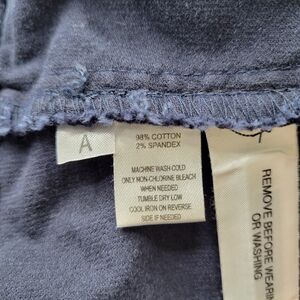 A
98% COTTON
2% SPANDEX
MACHINE WASH COLD
ONLY NON-CHLORINE BLEACH
WHEN NEEDED
TUMBLE DRY LOW
COOL IRON ON REVERSE
SIDE IF NEEDED
REMOVE BEFORE WEARIN
OR WASHING